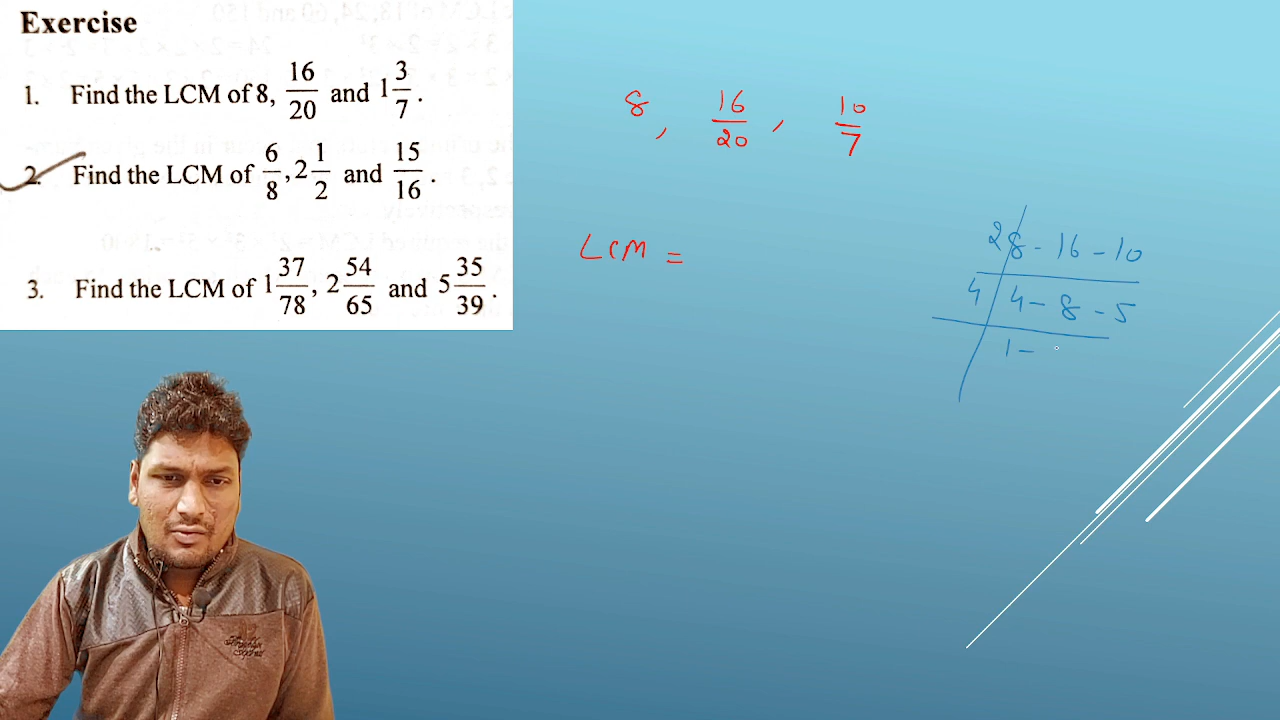 Exercise
1. Find the LCM of 8, 16/20 and 1 3/7.
2. Find the LCM of 6/8, 2 1/2 and 15/16.
3. Find the LCM of 1 37/78, 2 54/65 and 5 35/39.
8, 16/20, 10/7
LCM =
2 8 - 16 - 10
4 4 - 8 - 5
1 -